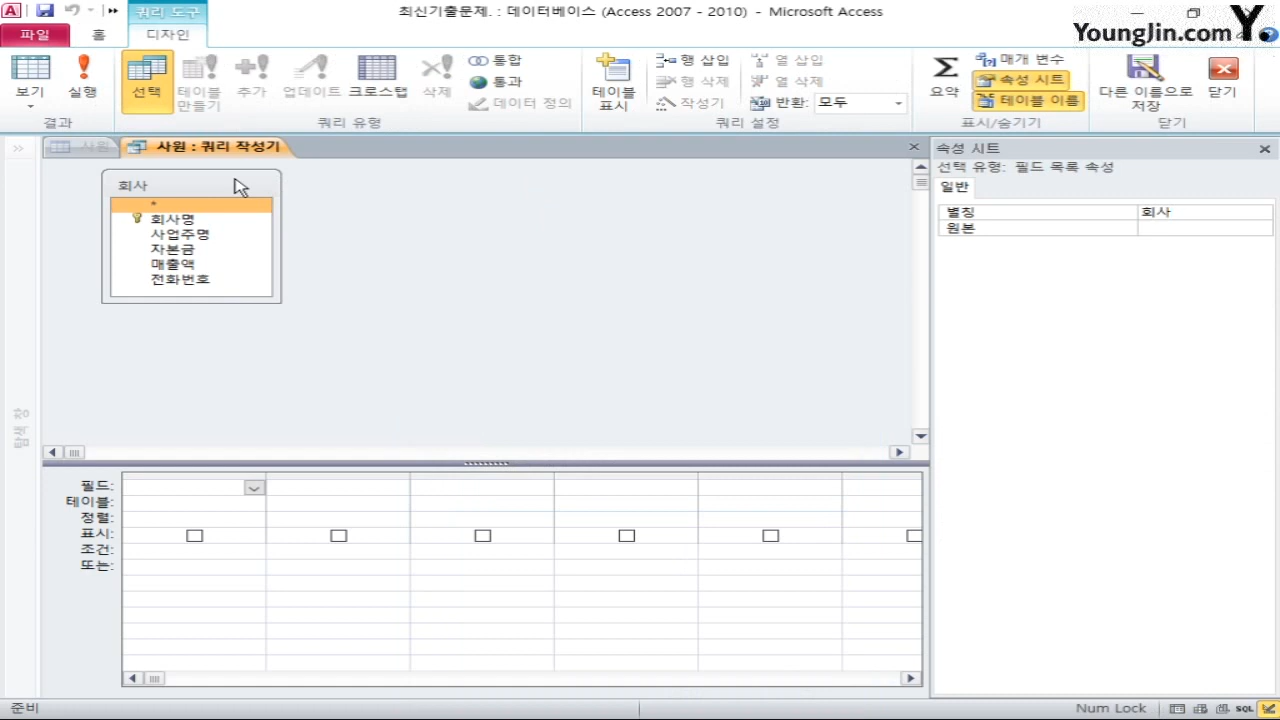 최신기출문제. : 데이터베이스 (Access 2007 - 2010) - Microsoft Access
쿼리 도구
YoungJin.com Y.
파일
홈
디자인
보기
실행
결과
선택
테이블 만들기
추가
업데이트
크로스탭
삭제
통합
통과
데이터 정의
쿼리 유형
테이블 표시
행 삽입
행 삭제
작성기
열 삽입
열 삭제
반환: 모두
쿼리 설정
요약
매개 변수
속성 시트
테이블 이름
표시/숨기기
다른 이름으로 저장
닫기
닫기
사원
사원 : 쿼리 작성기
탐색 창
회사
*
회사명
사업주명
자본금
매출액
전화번호
필드:
테이블:
정렬:
표시:
조건:
또는:
속성 시트
선택 유형: 필드 목록 속성
일반
별칭 회사
원본
준비
Num Lock
SQL